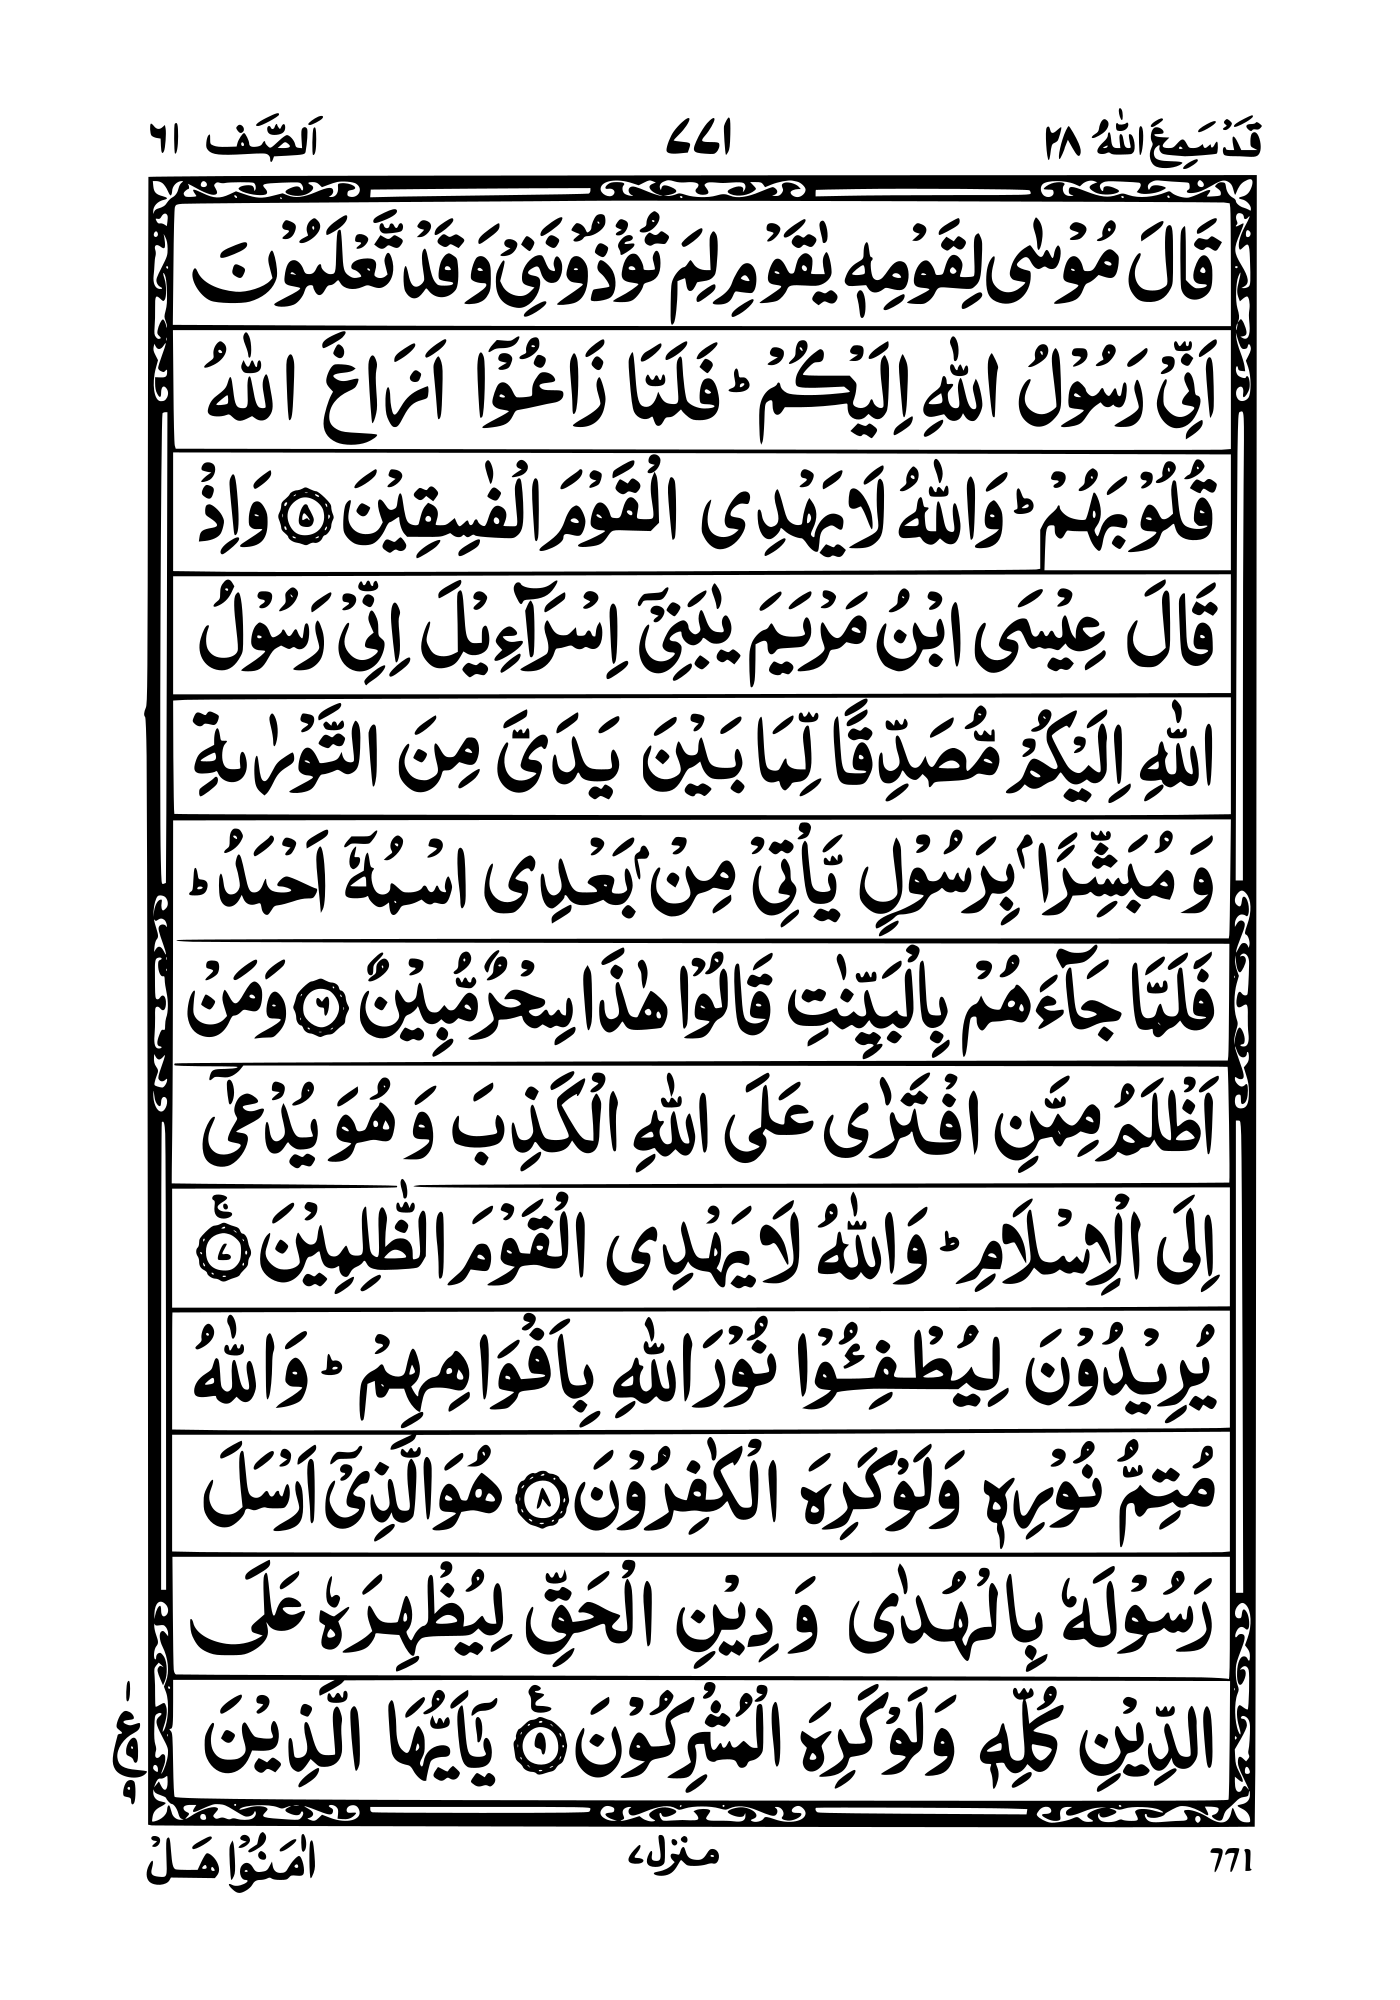 قَدْ سَمِعَ اللّٰهُ ۲۸ ۷۷۱ اَلصَّف ۶۱
قَالَ مُوْسٰی لِقَوْمِهٖ یٰقَوْمِ لِمَ تُؤْذُوْنَنِیْ وَ قَدْ تَّعْلَمُوْنَ
اَنِّیْ رَسُوْلُ اللّٰهِ اِلَیْكُمْ ؕ فَلَمَّا زَاغُوْۤا اَزَاغَ اللّٰهُ
قُلُوْبَهُمْ ؕ وَاللّٰهُ لَا یَهْدِی الْقَوْمَ الْفٰسِقِیْنَ ۵ وَاِذْ
قَالَ عِیْسَی ابْنُ مَرْیَمَ یٰبَنِیْۤ اِسْرَآءِیْلَ اِنِّیْ رَسُوْلُ
اللّٰهِ اِلَیْكُمْ مُّصَدِّقًا لِّمَا بَیْنَ یَدَیَّ مِنَ التَّوْرٰىةِ
وَ مُبَشِّرًۢا بِرَسُوْلٍ یَّاْتِیْ مِنْۢ بَعْدِی اسْمُهٗۤ اَحْمَدُ ؕ
فَلَمَّا جَآءَهُمْ بِالْبَیِّنٰتِ قَالُوْا هٰذَا سِحْرٌ مُّبِیْنٌ ۶ وَمَنْ
اَظْلَمُ مِمَّنِ افْتَرٰی عَلَی اللّٰهِ الْكَذِبَ وَ هُوَ یُدْعٰۤی
اِلَی الْاِسْلَامِ ؕ وَاللّٰهُ لَا یَهْدِی الْقَوْمَ الظّٰلِمِیْنَ ۚ ۷
یُرِیْدُوْنَ لِیُطْفِـُٔوْا نُوْرَ اللّٰهِ بِاَفْوَاهِهِمْ ؕ وَاللّٰهُ
مُتِمُّ نُوْرِهٖ وَلَوْ كَرِهَ الْكٰفِرُوْنَ ۸ هُوَ الَّذِیْۤ اَرْسَلَ
رَسُوْلَهٗ بِالْهُدٰی وَ دِیْنِ الْحَقِّ لِیُظْهِرَهٗ عَلَی
الدِّیْنِ كُلِّهٖ وَلَوْ كَرِهَ الْمُشْرِكُوْنَ ۹ ع یٰۤاَیُّهَا الَّذِیْنَ
۱
ع ۹
۹
۷۷۱ منزل۷ اٰمَنُوْا هَلْ